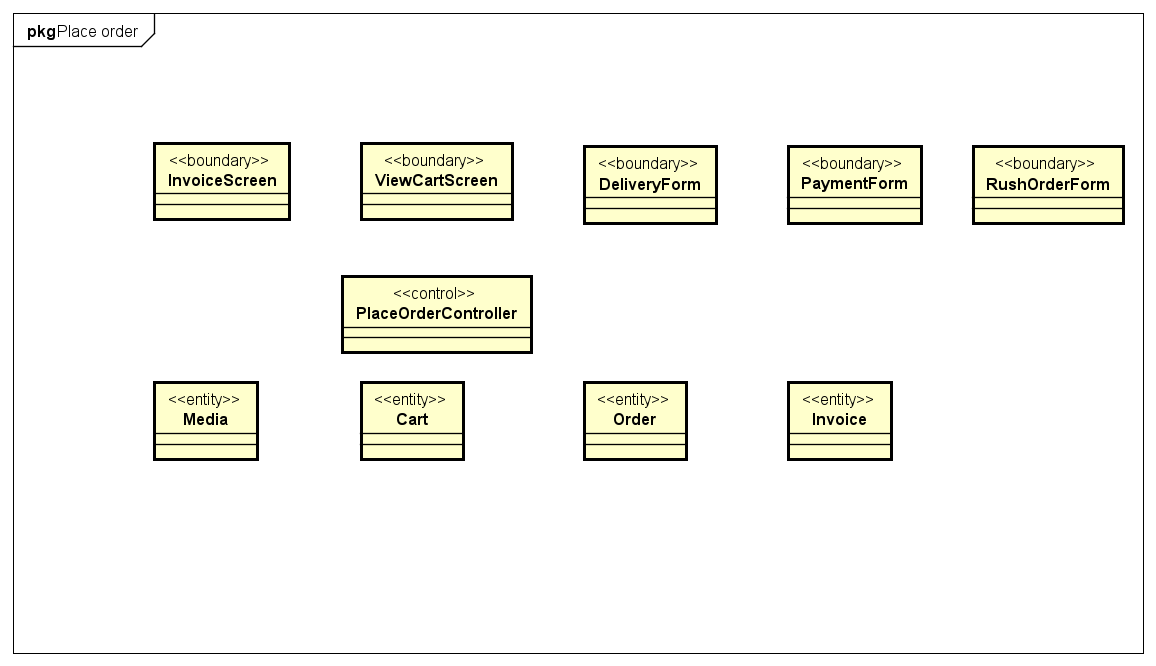 pkgPlace order
<<boundary>>
InvoiceScreen
<<boundary>>
ViewCartScreen
<<boundary>>
DeliveryForm
<<boundary>>
PaymentForm
<<boundary>>
RushOrderForm
<<control>>
PlaceOrderController
<<entity>>
Media
<<entity>>
Cart
<<entity>>
Order
<<entity>>
Invoice